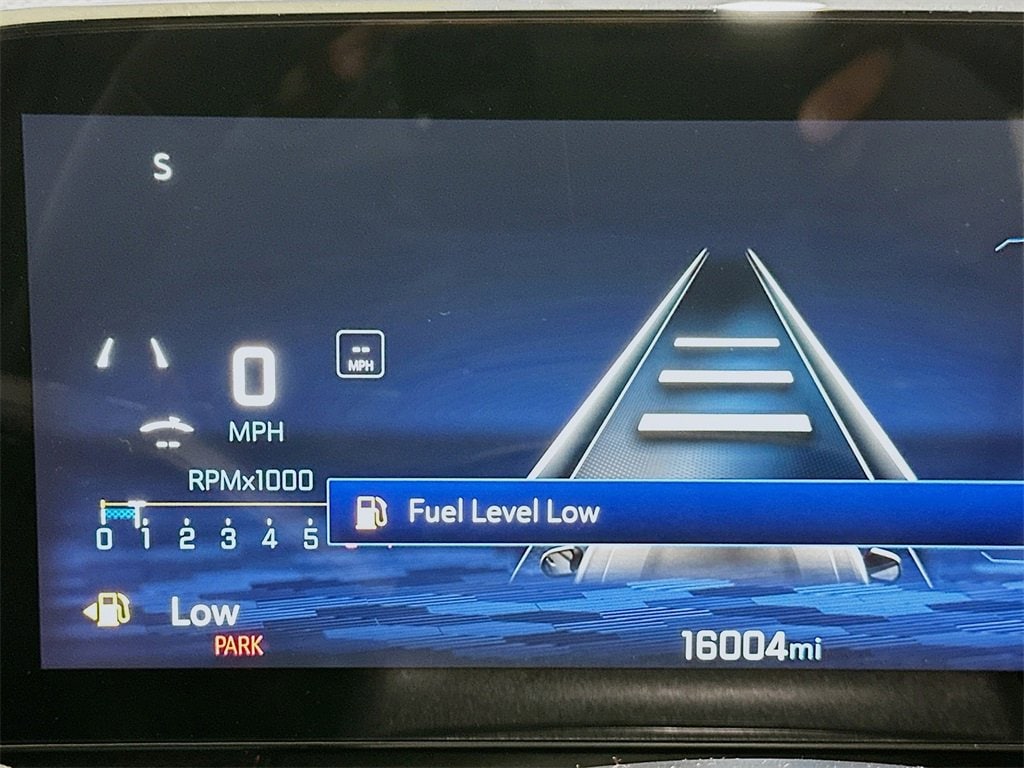 S
0
MPH
--
MPH
--
RPMx1000
0 1 2 3 4 5
Fuel Level Low
Low
PARK
16004mi